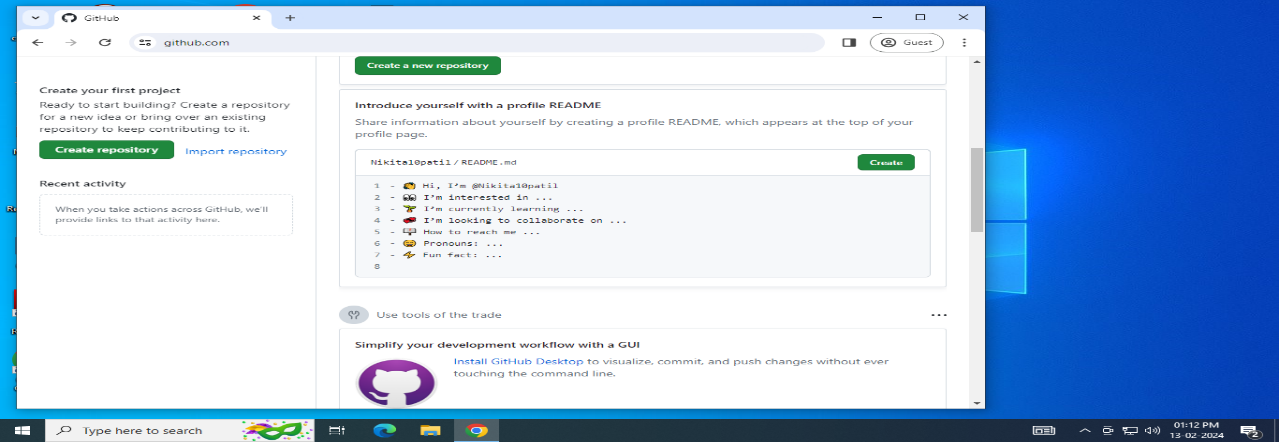 GitHub
github.com
Guest
Create your first project
Ready to start building? Create a repository
for a new idea or bring over an existing
repository to keep contributing to it.
Create repository
Import repository
Recent activity
When you take actions across GitHub, we'll
provide links to that activity here.
Create a new repository
Introduce yourself with a profile README
Share information about yourself by creating a profile README, which appears at the top of your
profile page.
Nikita10patil / README.md
Create
1 - 👋 Hi, I'm @Nikita10patil
2 - 👀 I'm interested in ...
3 - 🌱 I'm currently learning ...
4 - 💞️ I'm looking to collaborate on ...
5 - 📫 How to reach me ...
6 - 😄 Pronouns: ...
7 - ⚡ Fun fact: ...
8
Use tools of the trade
Simplify your development workflow with a GUI
Install GitHub Desktop to visualize, commit, and push changes without ever
touching the command line.
Type here to search
01:12 PM
13-02-2024
2